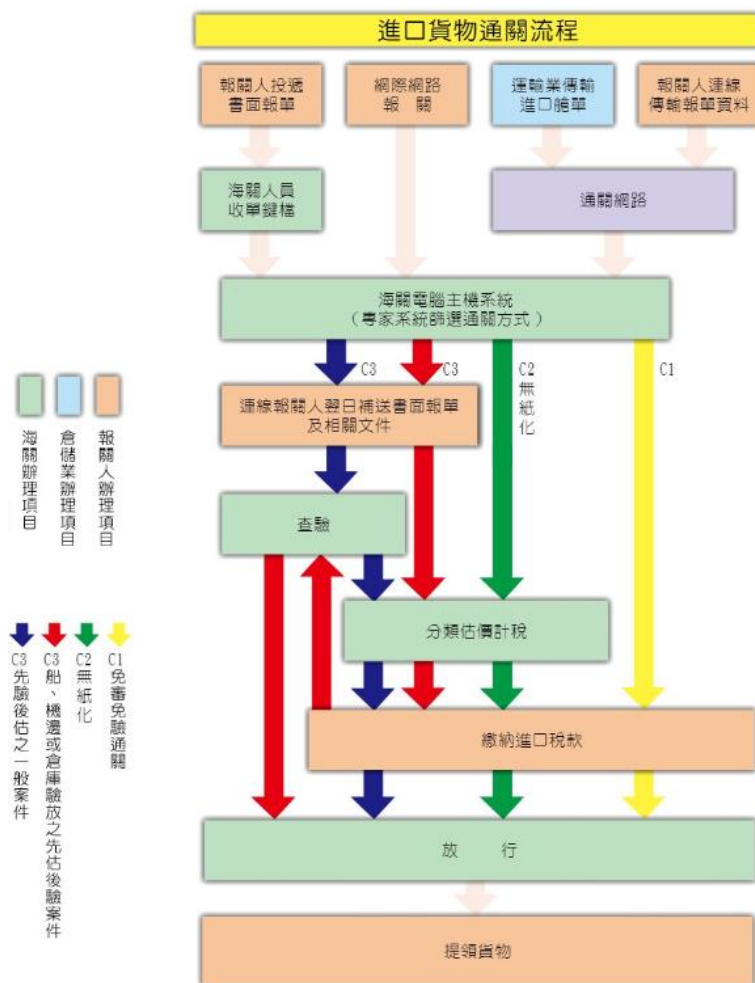 進口貨物通關流程
報關人投遞
書面報單
網際網路
報 關
運輸業傳輸
進口艙單
報關人連線
傳輸報單資料
海關人員
收單鍵檔
通關網路
海關電腦主機系統
(專家系統篩選通關方式)
C3
C3
C2無紙化
C1
連線報關人翌日補送書面報單
及相關文件
查驗
分類估價計稅
繳納進口稅款
放 行
提領貨物
海關辦理項目
倉儲業辦理項目
報關人辦理項目
C3先驗後估之一般案件
C3船、機邊或倉庫驗放之先估後驗案件
C2無紙化
C1免審免驗通關